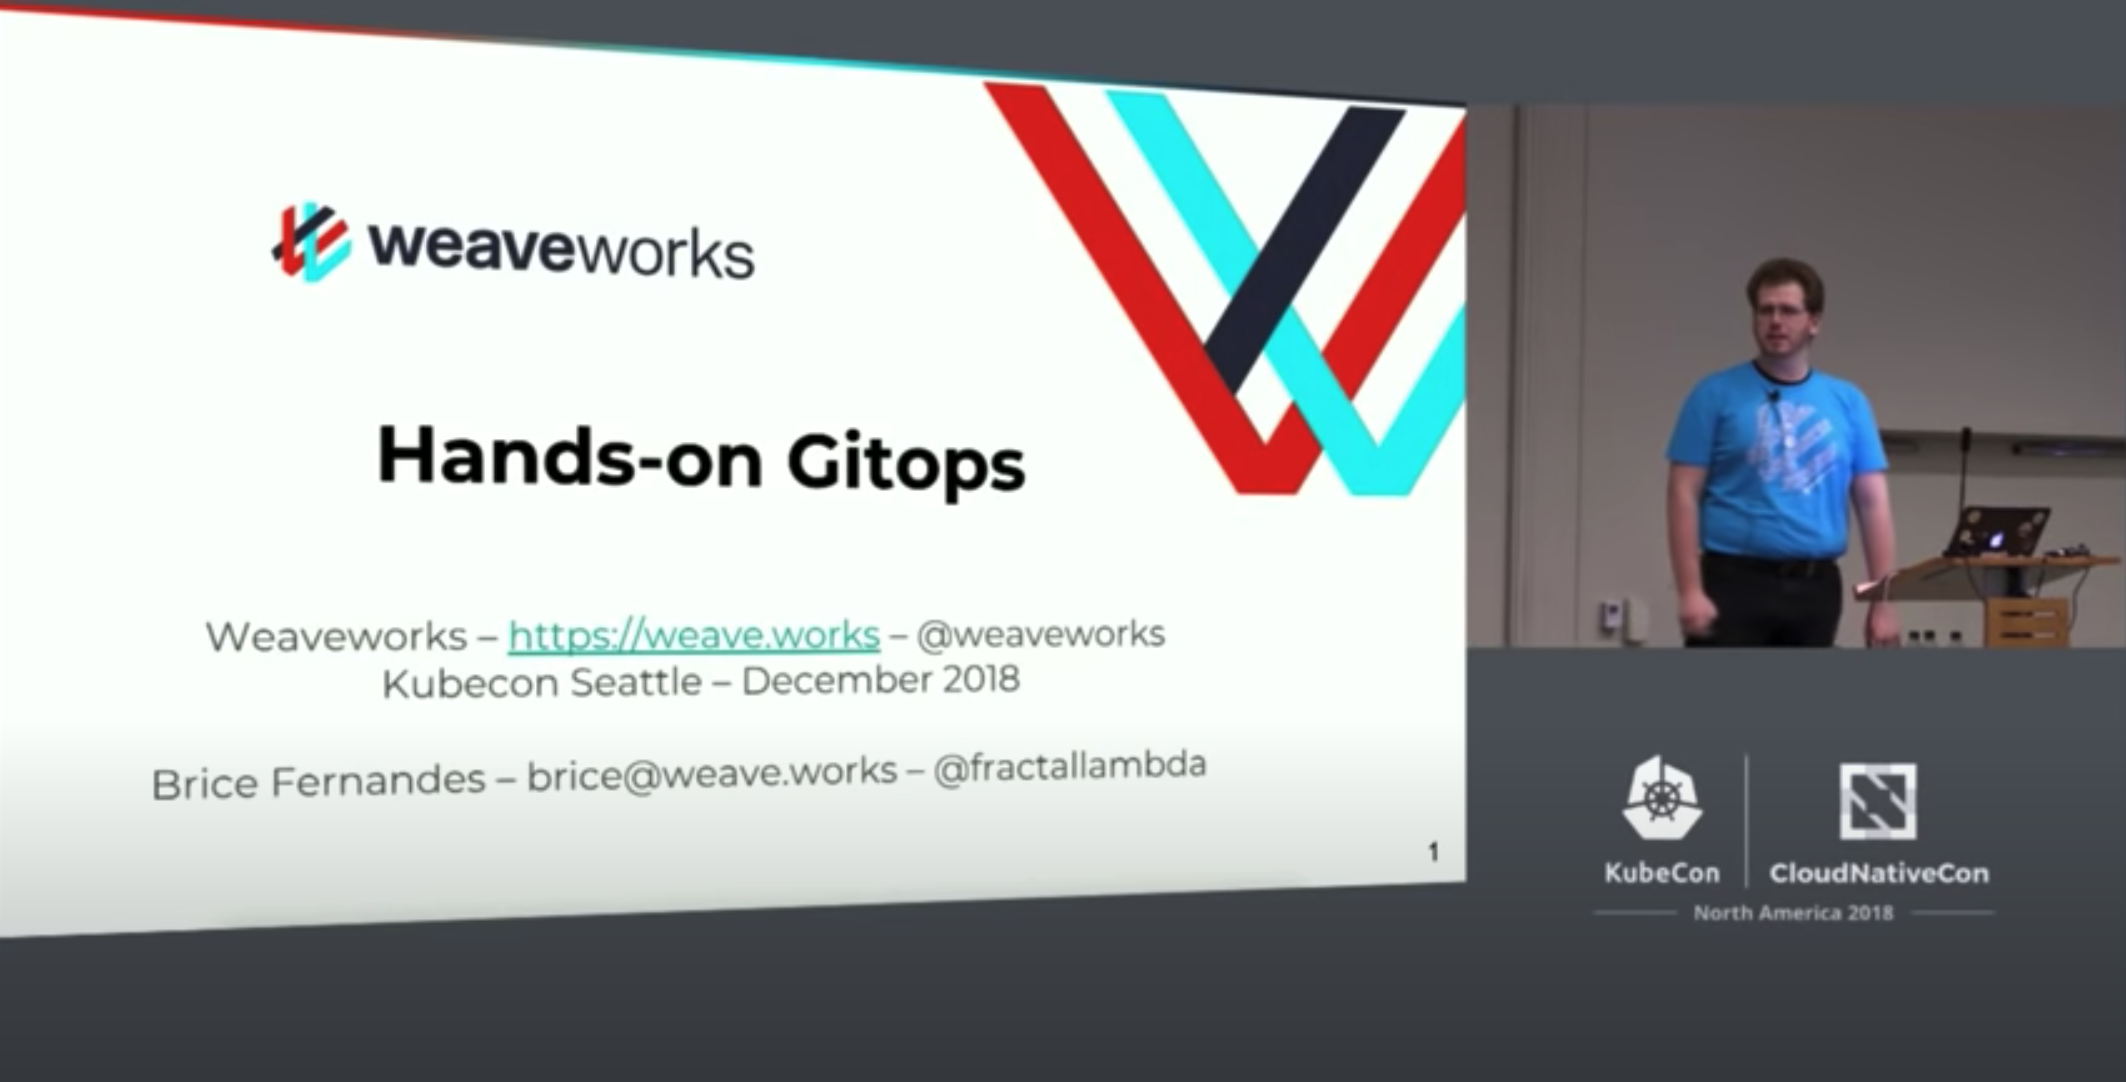 weaveworks
Hands-on Gitops
Weaveworks – https://weave.works – @weaveworks
Kubecon Seattle – December 2018
Brice Fernandes – brice@weave.works – @fractallambda
1
KubeCon
CloudNativeCon
North America 2018